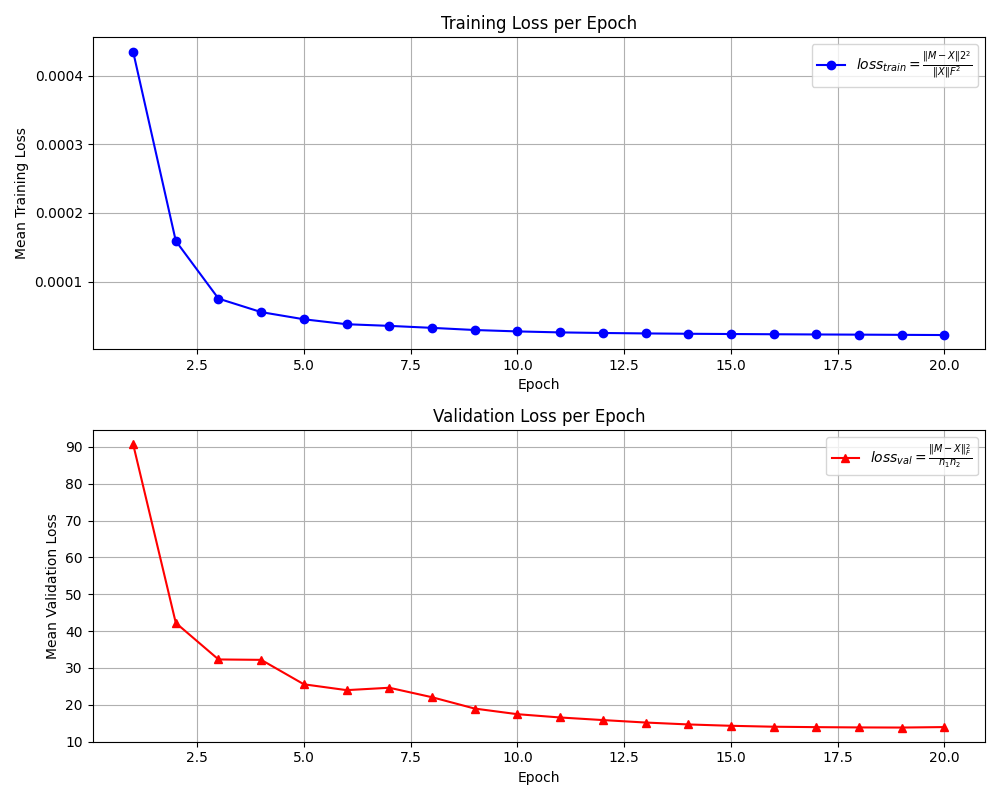 Training Loss per Epoch
loss_train = ‖M − X‖2² / ‖X‖F²
Mean Training Loss
0.0004
0.0003
0.0002
0.0001
2.5 5.0 7.5 10.0 12.5 15.0 17.5 20.0
Epoch
Validation Loss per Epoch
loss_val = ‖M − X‖_F² / n₁n₂
Mean Validation Loss
90
80
70
60
50
40
30
20
10
2.5 5.0 7.5 10.0 12.5 15.0 17.5 20.0
Epoch